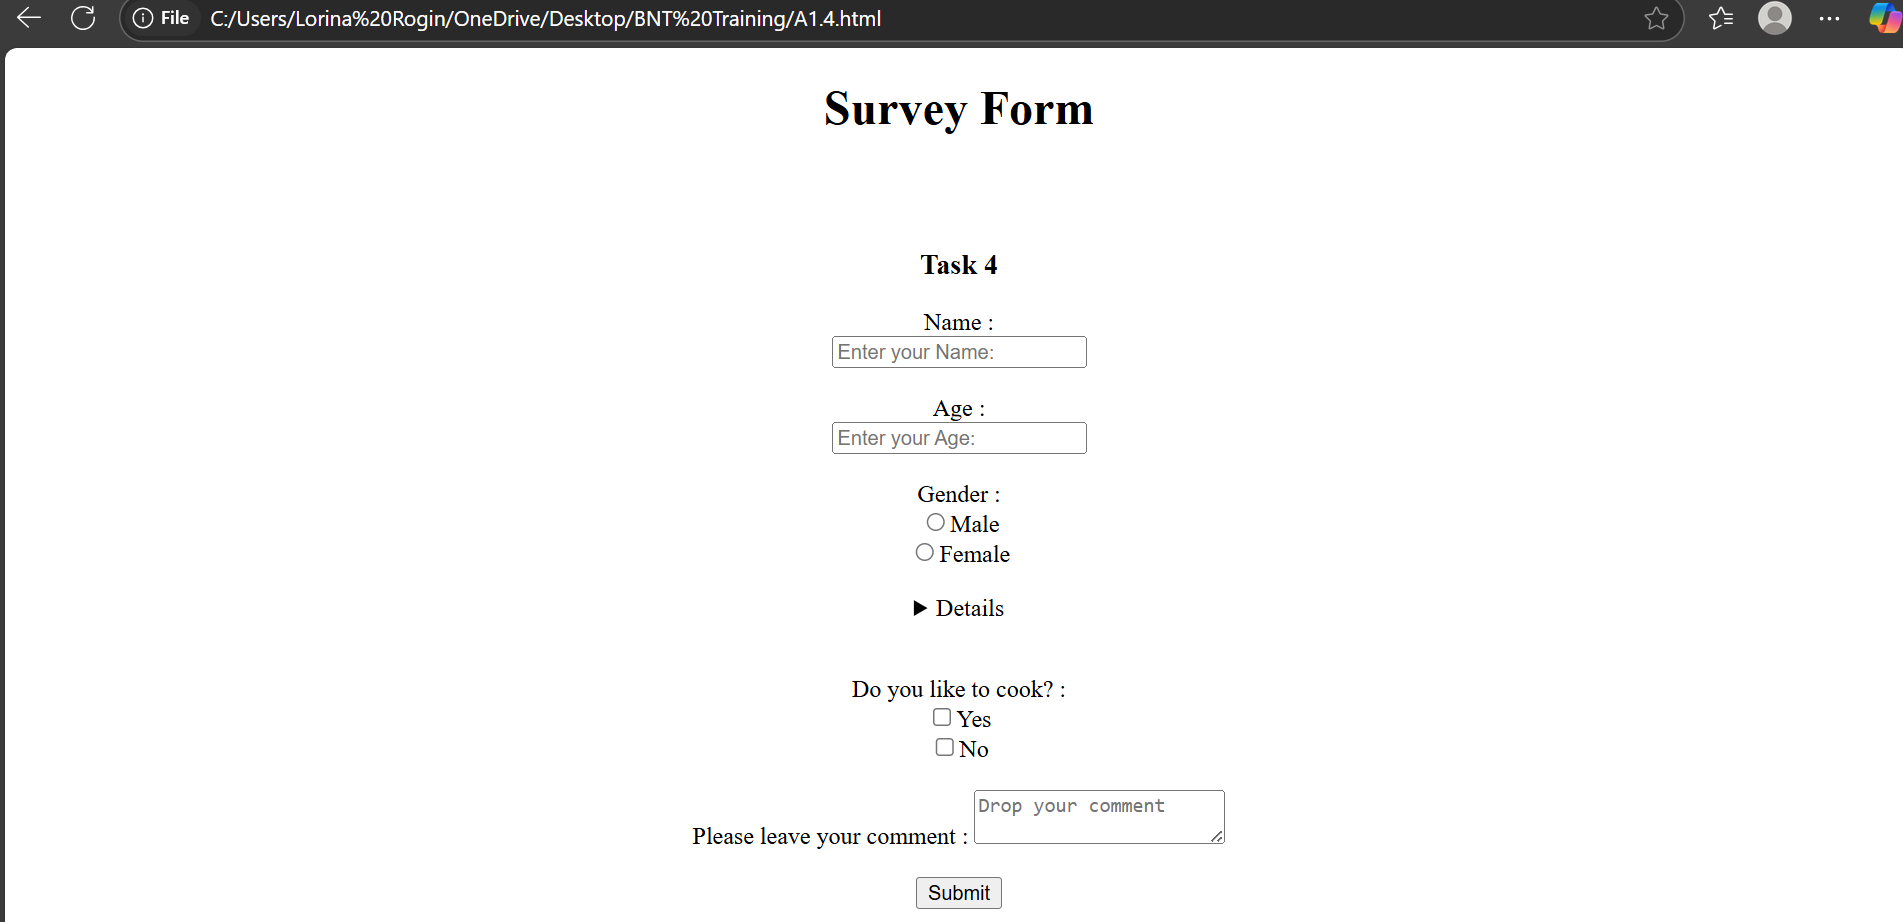 File C:/Users/Lorina%20Rogin/OneDrive/Desktop/BNT%20Training/A1.4.html
Survey Form
Task 4
Name :
Enter your Name:
Age :
Enter your Age:
Gender :
Male
Female
Details
Do you like to cook? :
Yes
No
Please leave your comment : Drop your comment
Submit